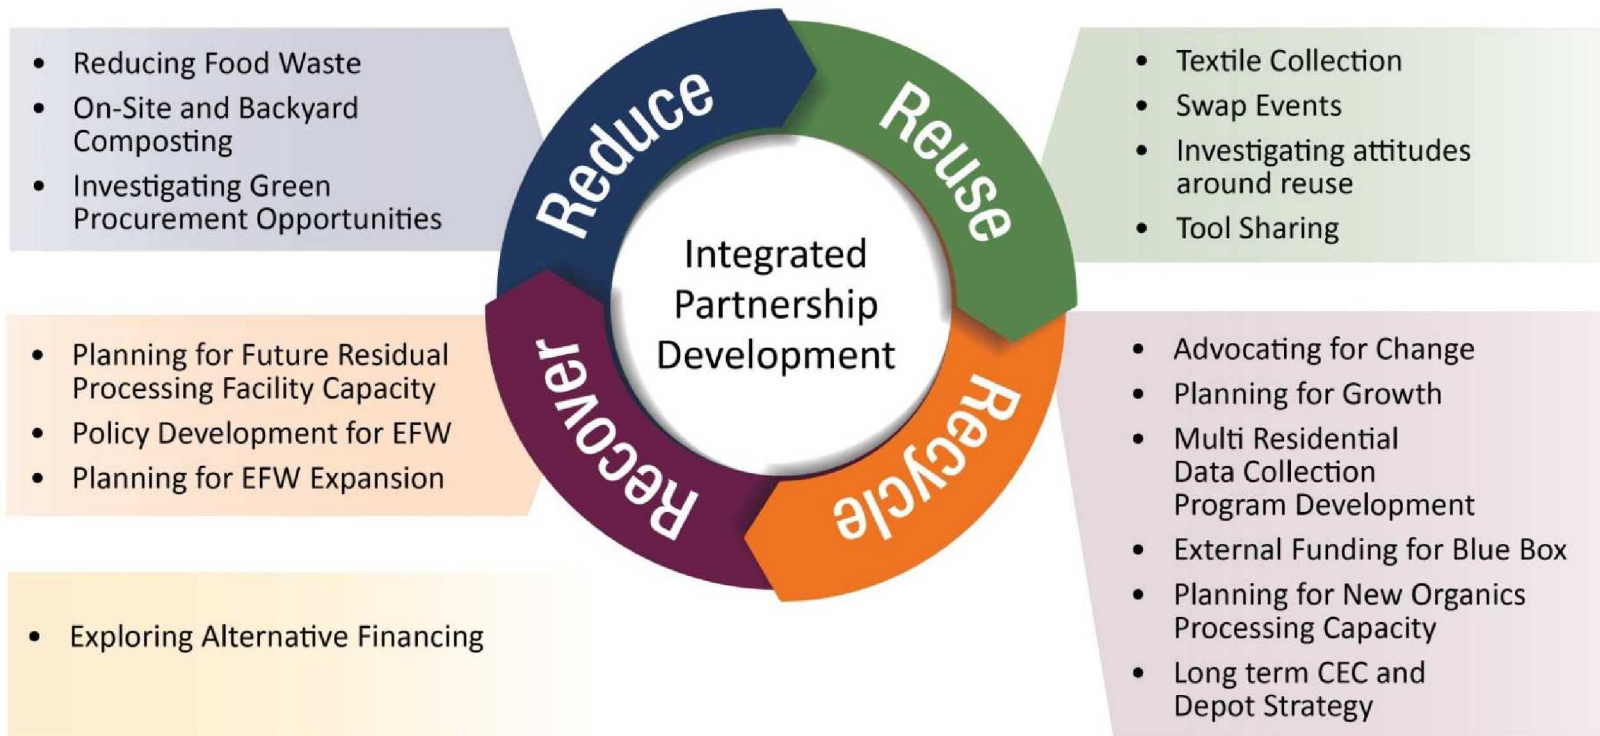 • Reducing Food Waste
• On-Site and Backyard
Composting
• Investigating Green
Procurement Opportunities
Reduce
Reuse
Recycle
Recover
Integrated
Partnership
Development
• Textile Collection
• Swap Events
• Investigating attitudes
around reuse
• Tool Sharing
• Planning for Future Residual
Processing Facility Capacity
• Policy Development for EFW
• Planning for EFW Expansion
• Advocating for Change
• Planning for Growth
• Multi Residential
Data Collection
Program Development
• External Funding for Blue Box
• Planning for New Organics
Processing Capacity
• Long term CEC and
Depot Strategy
• Exploring Alternative Financing